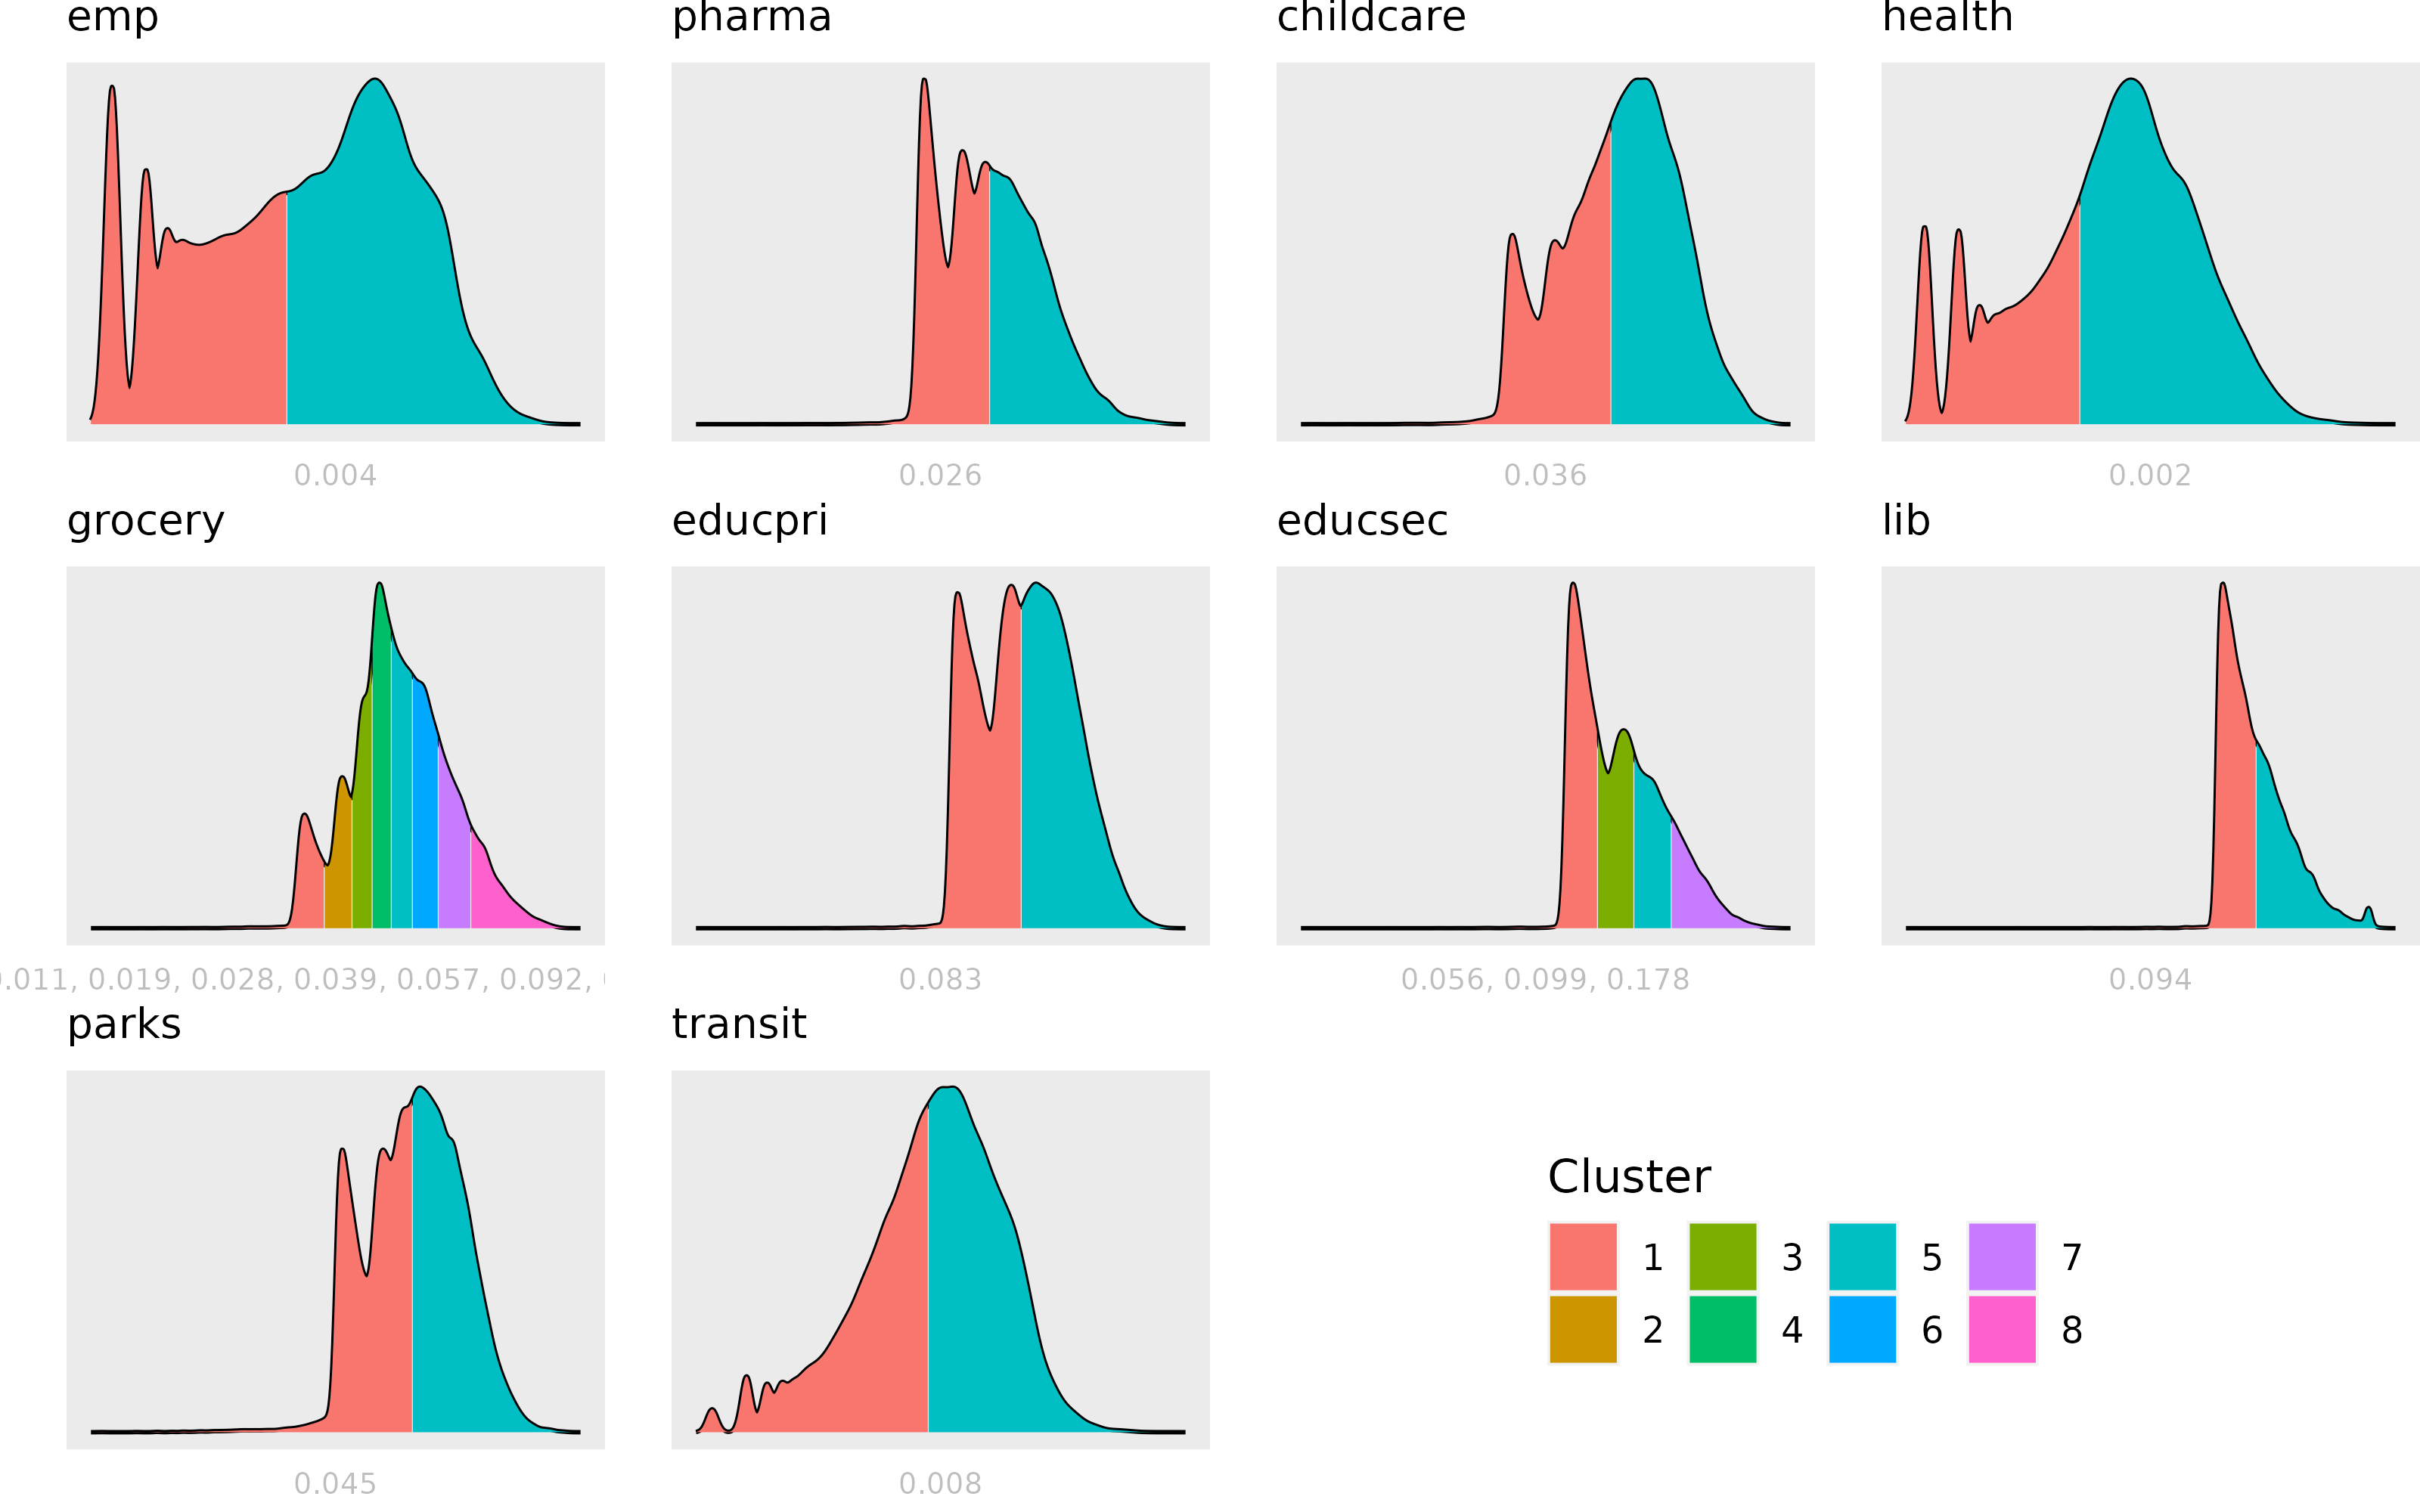 emp pharma childcare health
0.004 0.026 0.036 0.002
grocery educpri educsec lib
.011, 0.019, 0.028, 0.039, 0.057, 0.092, 0.083 0.056, 0.099, 0.178 0.094
parks transit
Cluster
1 3 5 7
2 4 6 8
0.045 0.008